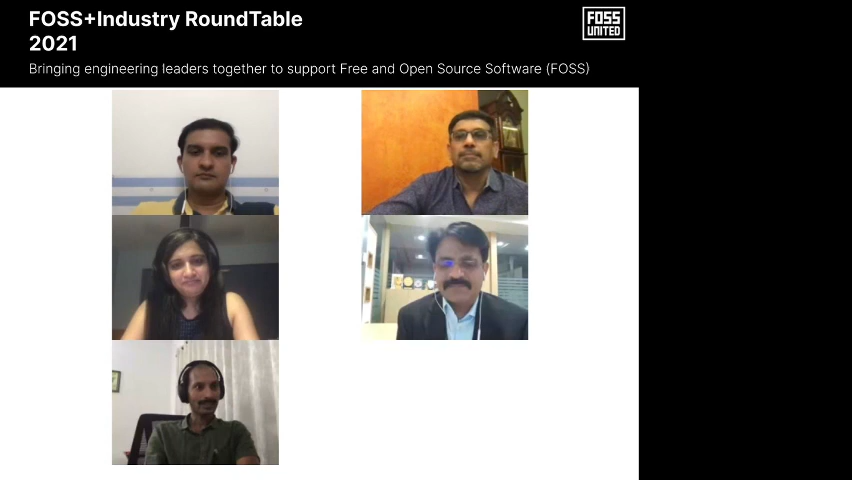 FOSS+Industry RoundTable
2021
Bringing engineering leaders together to support Free and Open Source Software (FOSS)
FOSS
UNITED